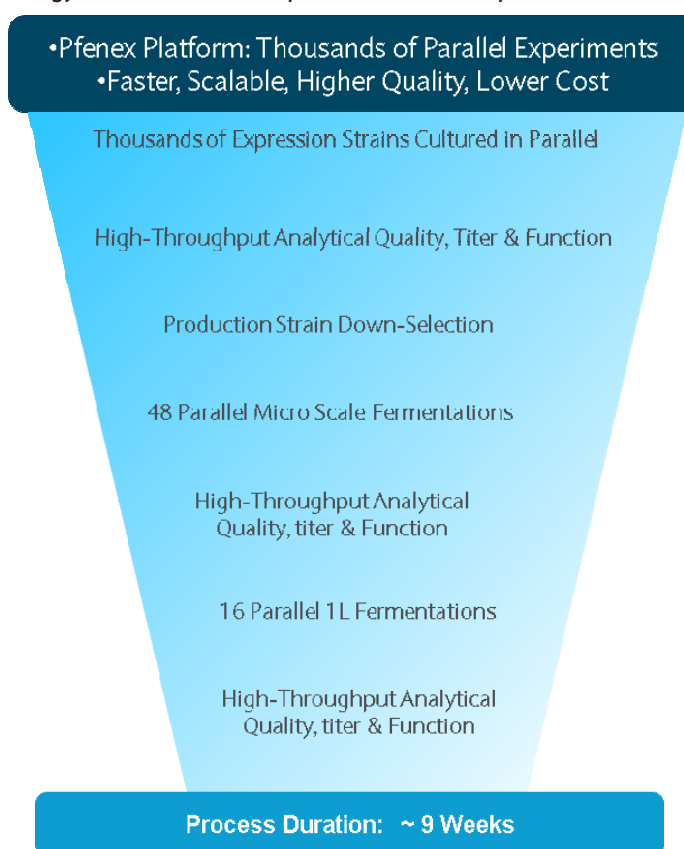 •Pfenex Platform: Thousands of Parallel Experiments
•Faster, Scalable, Higher Quality, Lower Cost
Thousands of Expression Strains Cultured in Parallel
High-Throughput Analytical Quality, Titer & Function
Production Strain Down-Selection
48 Parallel Micro Scale Fermentations
High-Throughput Analytical
Quality, titer & Function
16 Parallel 1L Fermentations
High-Throughput Analytical
Quality, titer & Function
Process Duration: ~ 9 Weeks